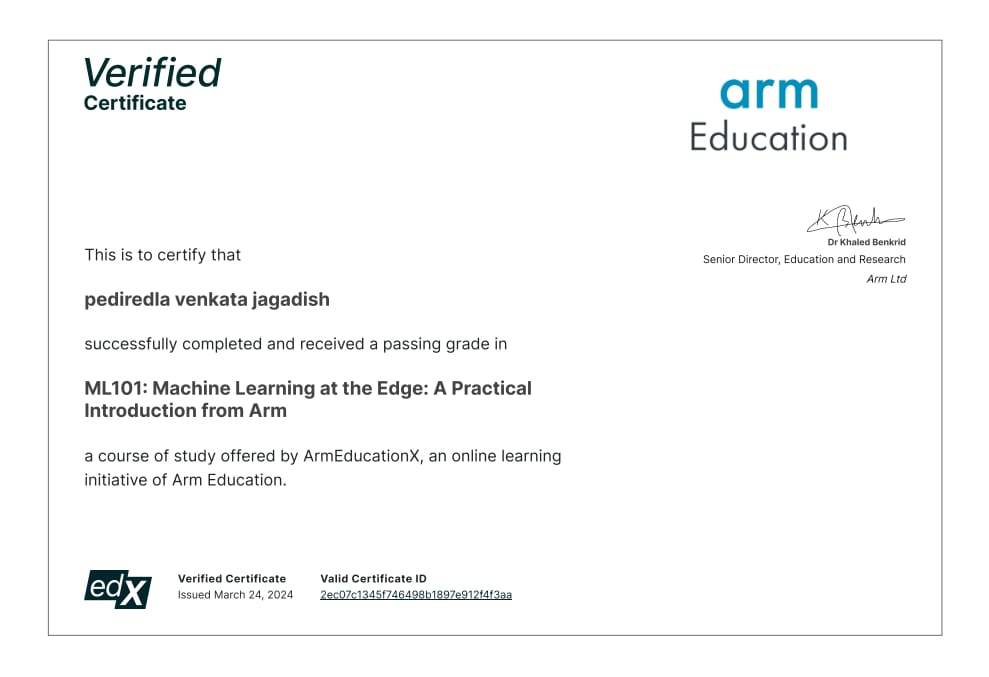 Verified
Certificate
arm
Education
K Benk
Dr Khaled Benkrid
Senior Director, Education and Research
Arm Ltd
This is to certify that
pediredla venkata jagadish
successfully completed and received a passing grade in
ML101: Machine Learning at the Edge: A Practical
Introduction from Arm
a course of study offered by ArmEducationX, an online learning
initiative of Arm Education.
edX
Verified Certificate
Issued March 24, 2024
Valid Certificate ID
2ec07c1345f746498b1897e912f4f3aa